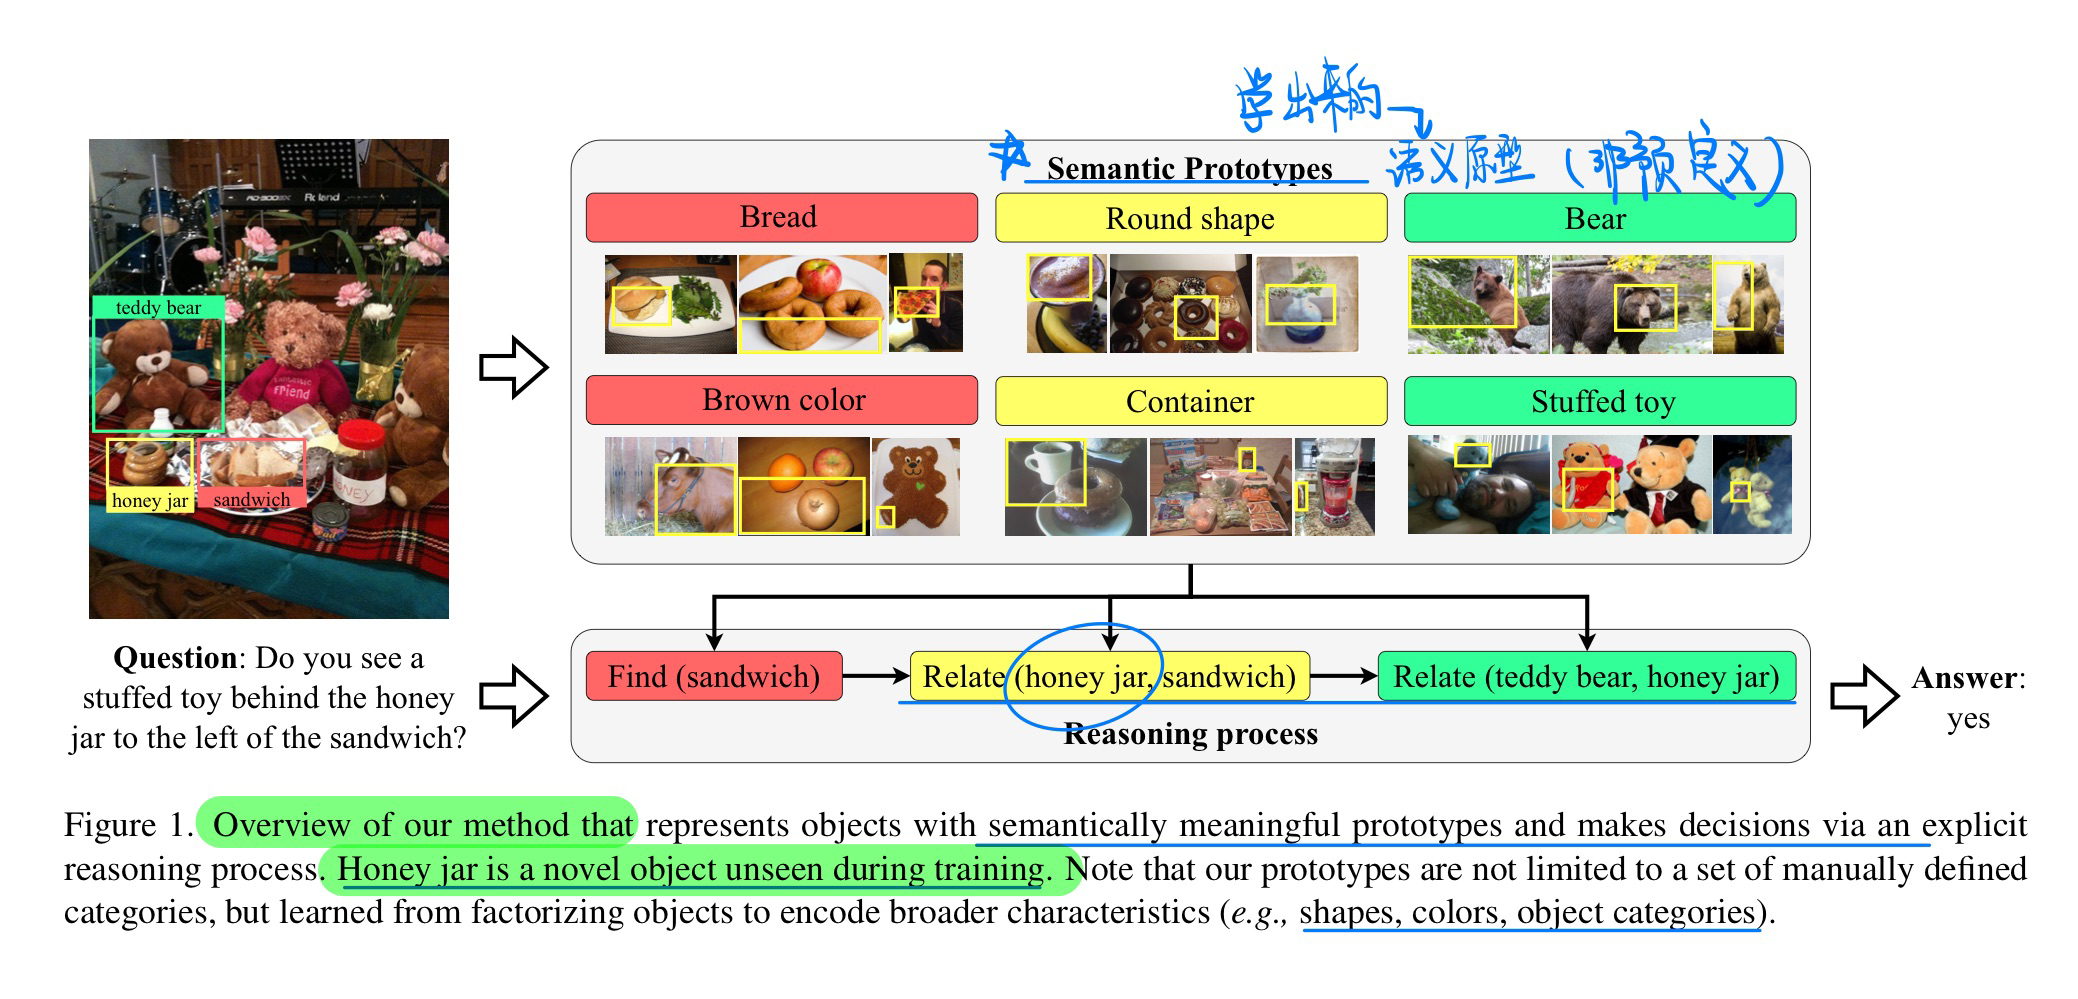 学出来的
语义原型（非预定义）
Semantic Prototypes
Bread
Round shape
Bear
Brown color
Container
Stuffed toy
teddy bear
honey jar
sandwich
Roland
friend
HONEY
Question: Do you see a
stuffed toy behind the honey
jar to the left of the sandwich?
Find (sandwich)
Relate (honey jar, sandwich)
Relate (teddy bear, honey jar)
Reasoning process
Answer:
yes
Figure 1. Overview of our method that represents objects with semantically meaningful prototypes and makes decisions via an explicit
reasoning process. Honey jar is a novel object unseen during training. Note that our prototypes are not limited to a set of manually defined
categories, but learned from factorizing objects to encode broader characteristics (e.g., shapes, colors, object categories).